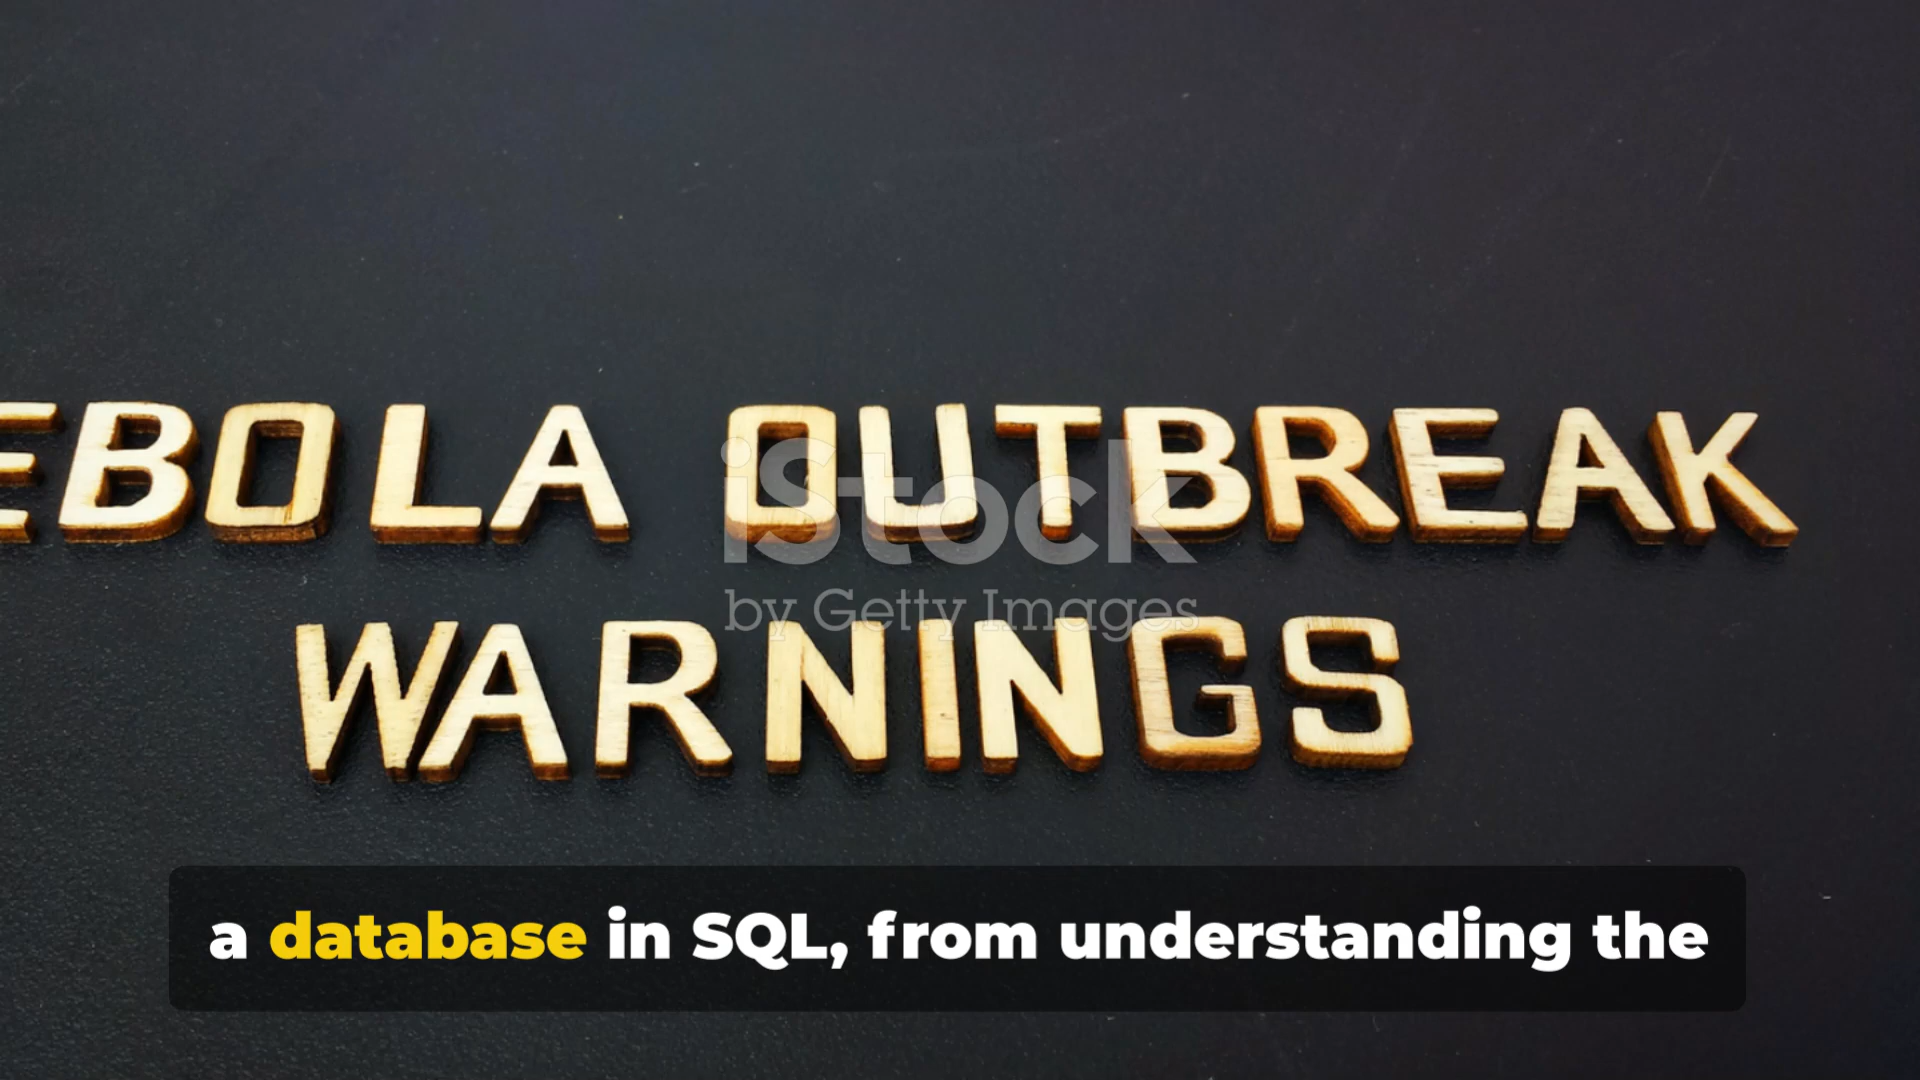 EBOLA OUTBREAK
iStock
by Getty Images
WARNINGS
a database in SQL, from understanding the